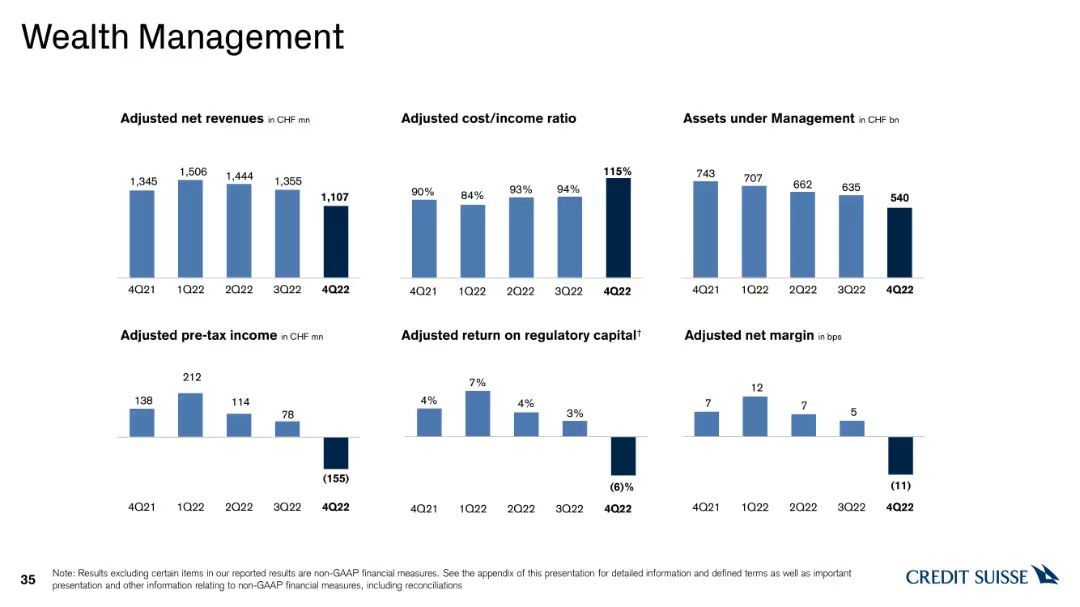 Wealth Management
Adjusted net revenues in CHF mn
1,345
1,506
1,444
1,355
1,107
4Q21 1Q22 2Q22 3Q22 4Q22
Adjusted cost/income ratio
90%
84%
93%
94%
115%
4Q21 1Q22 2Q22 3Q22 4Q22
Assets under Management in CHF bn
743
707
662
635
540
4Q21 1Q22 2Q22 3Q22 4Q22
Adjusted pre-tax income in CHF mn
138
212
114
78
(155)
4Q21 1Q22 2Q22 3Q22 4Q22
Adjusted return on regulatory capital†
4%
7%
4%
3%
(6)%
4Q21 1Q22 2Q22 3Q22 4Q22
Adjusted net margin in bps
7
12
7
5
(11)
4Q21 1Q22 2Q22 3Q22 4Q22
35
Note: Results excluding certain items in our reported results are non-GAAP financial measures. See the appendix of this presentation for detailed information and defined terms as well as important
presentation and other information relating to non-GAAP financial measures, including reconciliations
CREDIT SUISSE